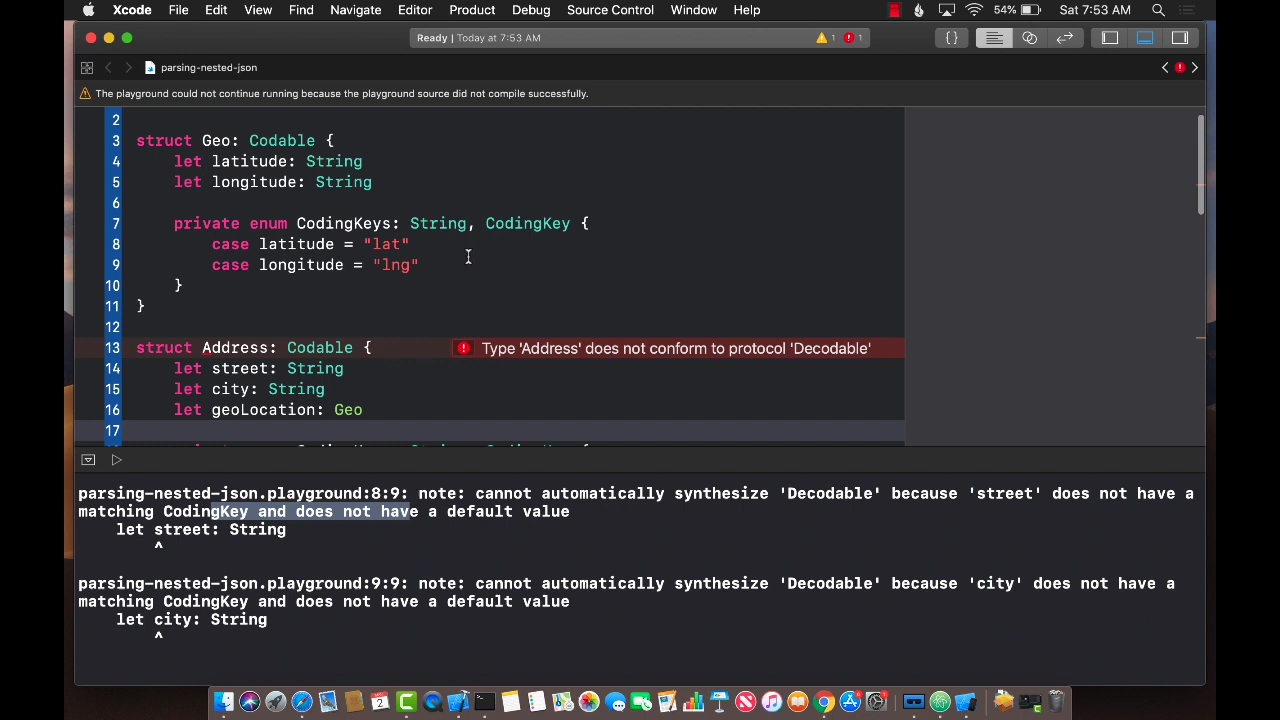 Xcode File Edit View Find Navigate Editor Product Debug Source Control Window Help 54% Sat 7:53 AM
Ready | Today at 7:53 AM 1 1
parsing-nested-json
The playground could not continue running because the playground source did not compile successfully.
2
3 struct Geo: Codable {
4 let latitude: String
5 let longitude: String
6
7 private enum CodingKeys: String, CodingKey {
8 case latitude = "lat"
9 case longitude = "lng"
10 }
11 }
12
13 struct Address: Codable { Type 'Address' does not conform to protocol 'Decodable'
14 let street: String
15 let city: String
16 let geoLocation: Geo
17
parsing-nested-json.playground:8:9: note: cannot automatically synthesize 'Decodable' because 'street' does not have a
matching CodingKey and does not have a default value
let street: String
^
parsing-nested-json.playground:9:9: note: cannot automatically synthesize 'Decodable' because 'city' does not have a
matching CodingKey and does not have a default value
let city: String
^